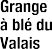 Grange
à blé du
Valais